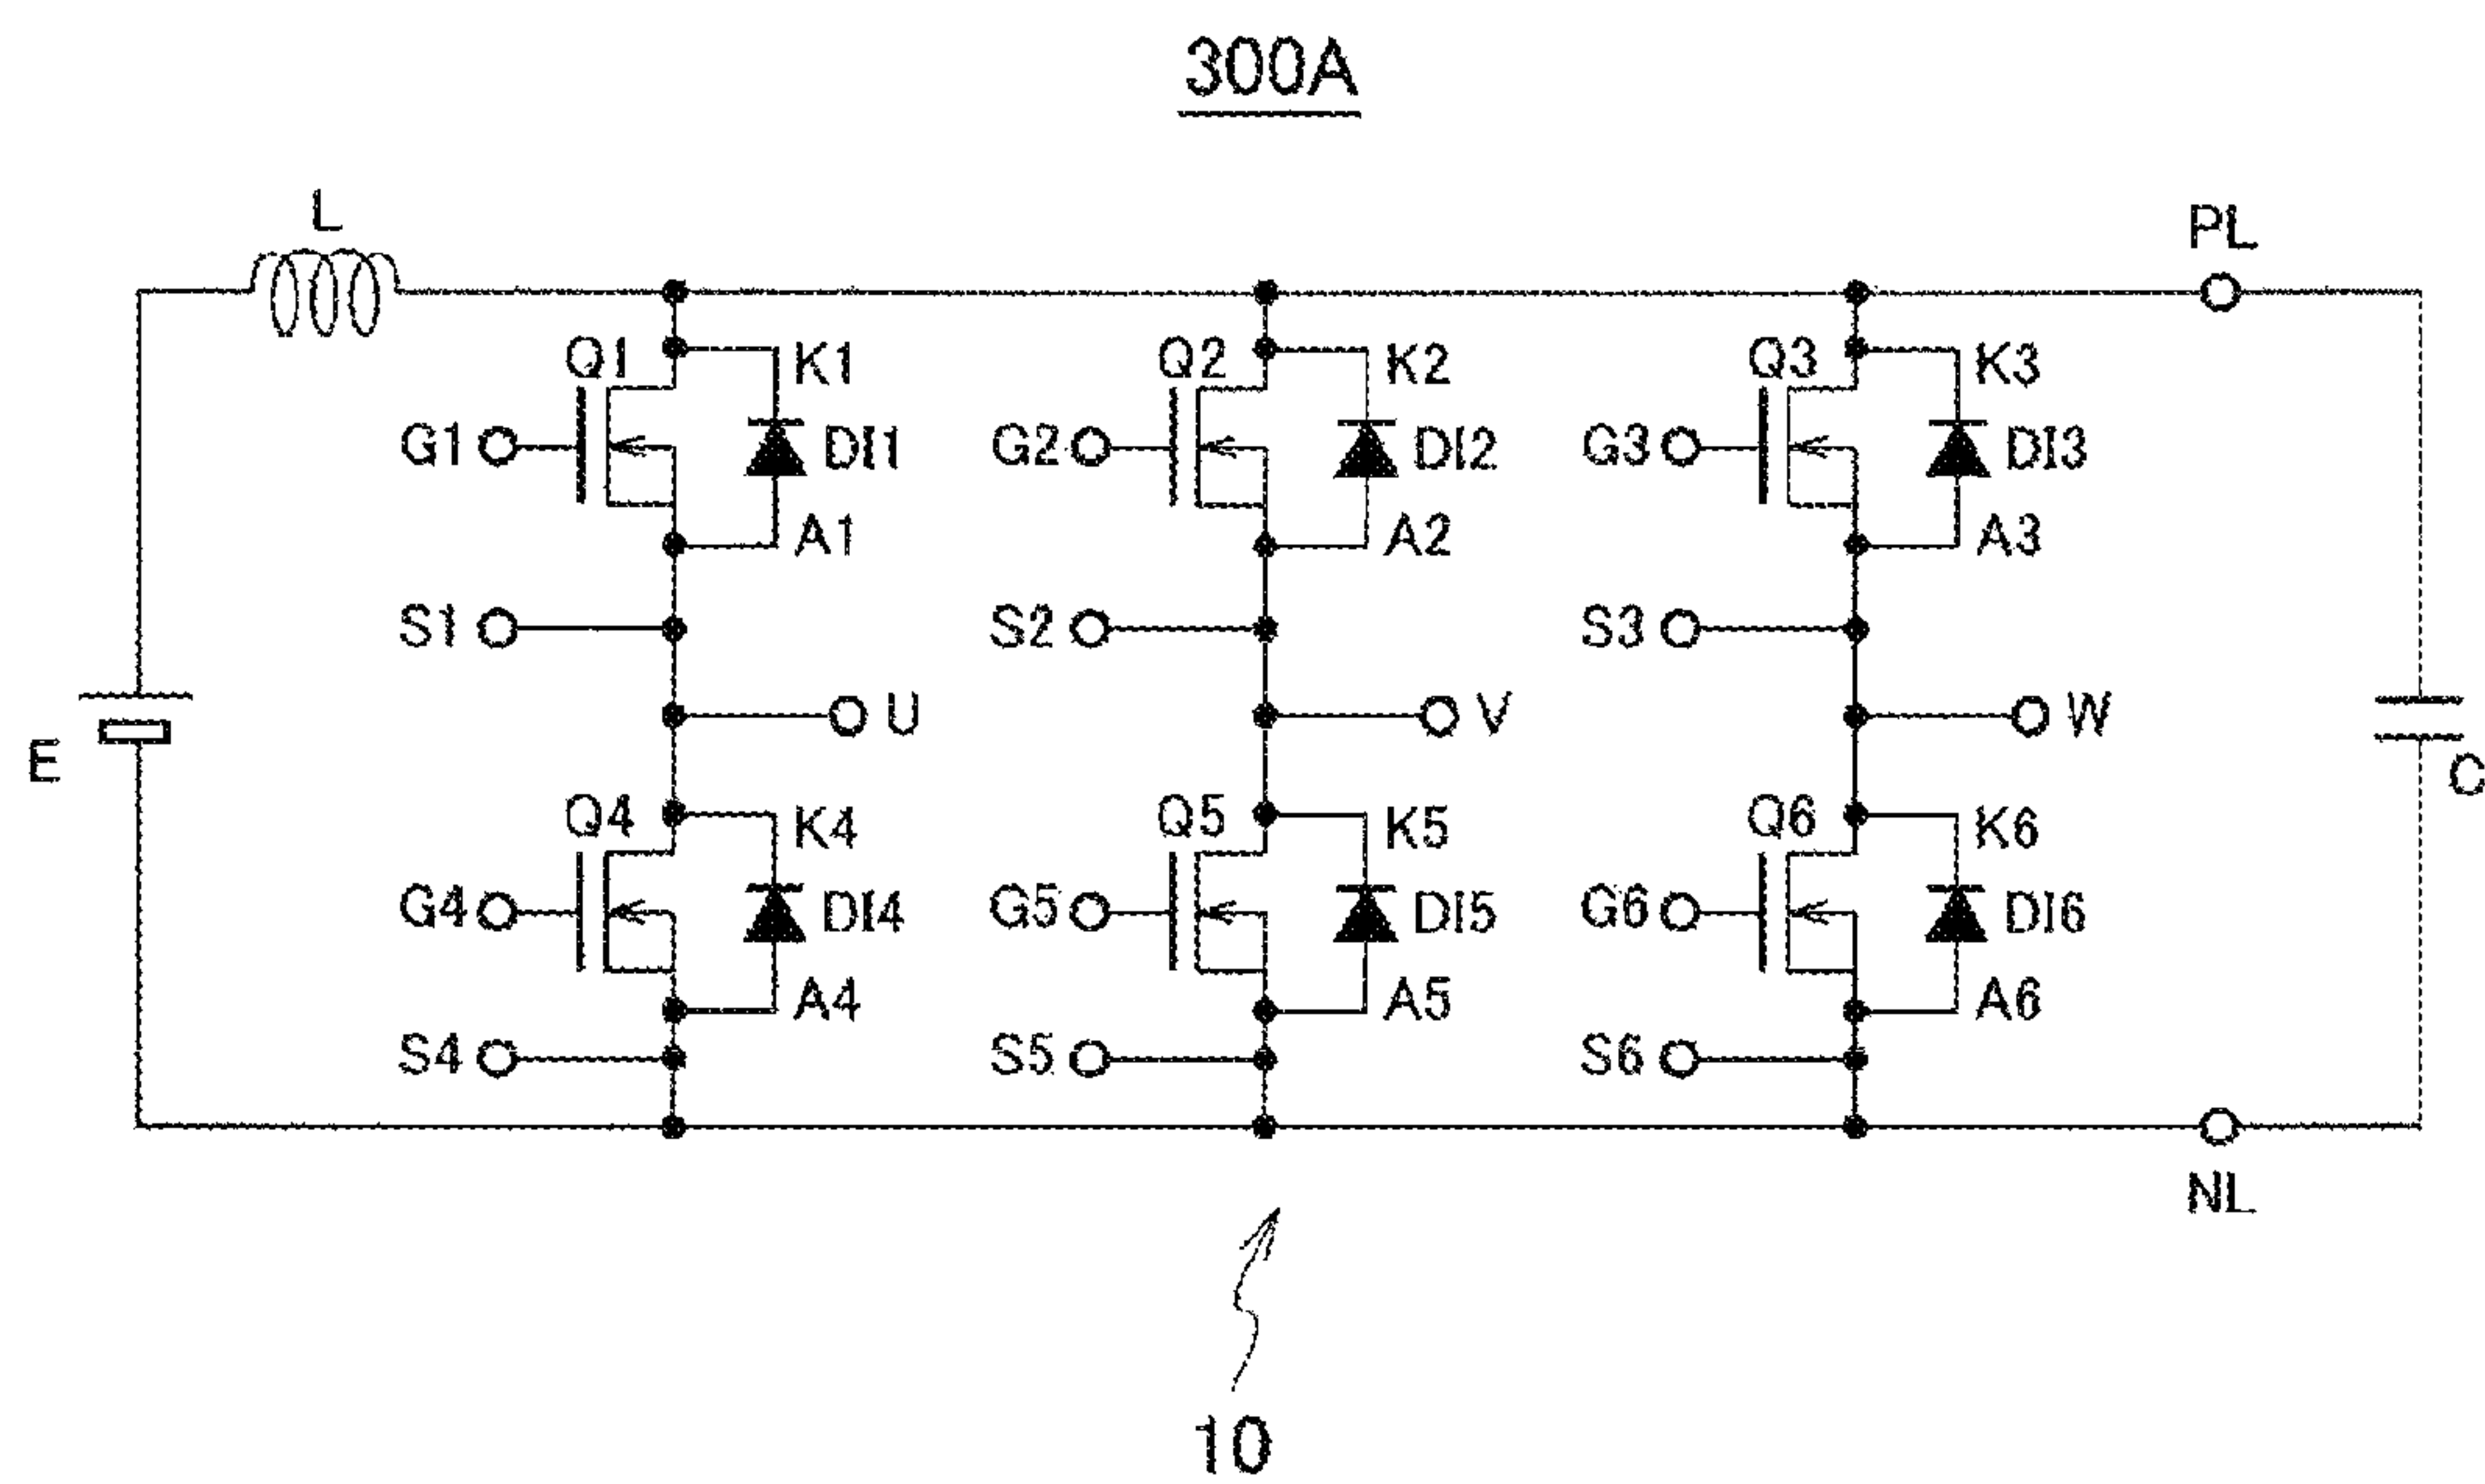 300A
L
PL
Q1 K1 Q2 K2 Q3 K3
G1 DI1 G2 DI2 G3 DI3
A1 A2 A3
S1 S2 S3
U V W
E C
Q4 K4 Q5 K5 Q6 K6
G4 DI4 G5 DI5 G6 DI6
A4 A5 A6
S4 S5 S6
NL
10